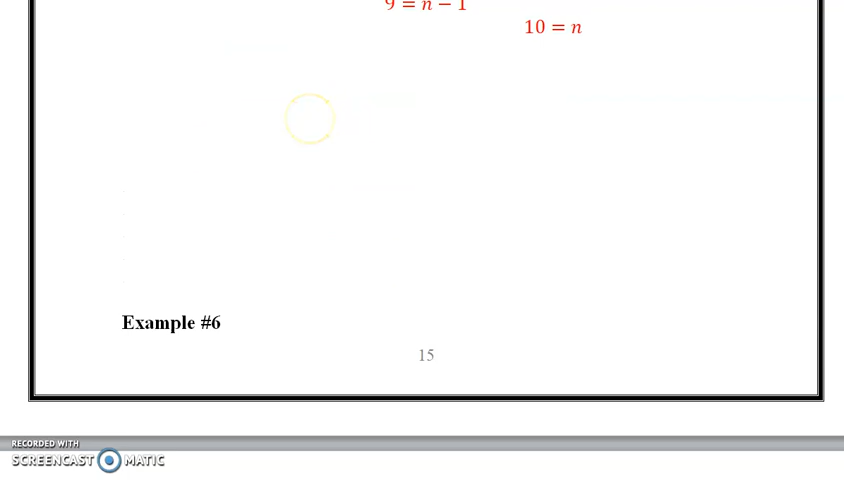 9 = n − 1
10 = n
Example #6
15
RECORDED WITH
SCREENCAST MATIC